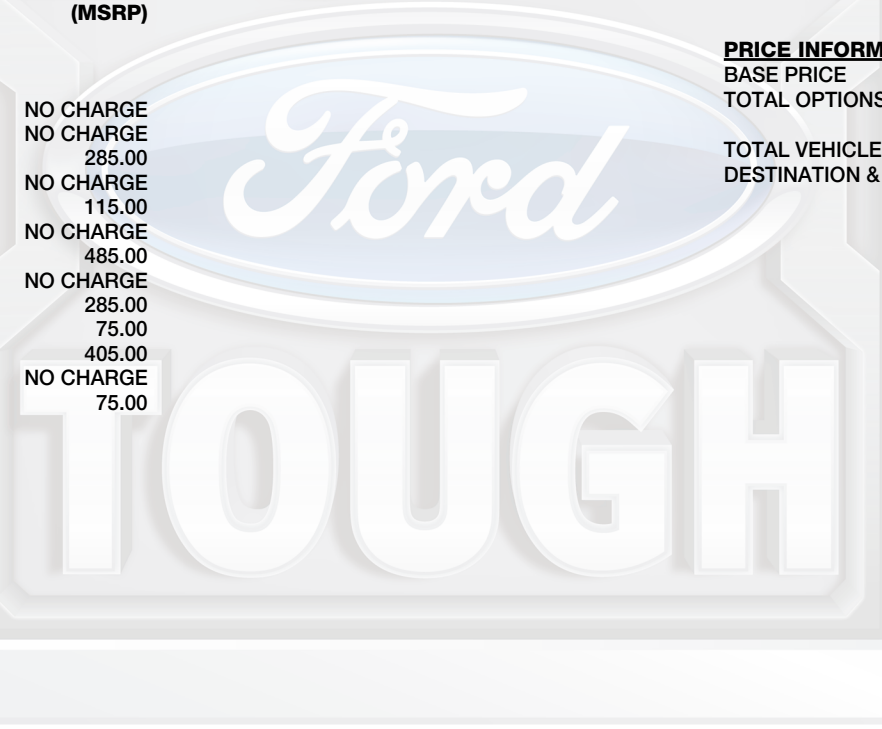 (MSRP)
NO CHARGE
NO CHARGE
285.00
NO CHARGE
115.00
NO CHARGE
485.00
NO CHARGE
285.00
75.00
405.00
NO CHARGE
75.00
PRICE INFORM
BASE PRICE
TOTAL OPTIONS
TOTAL VEHICLE
DESTINATION &
Ford
TOUGH